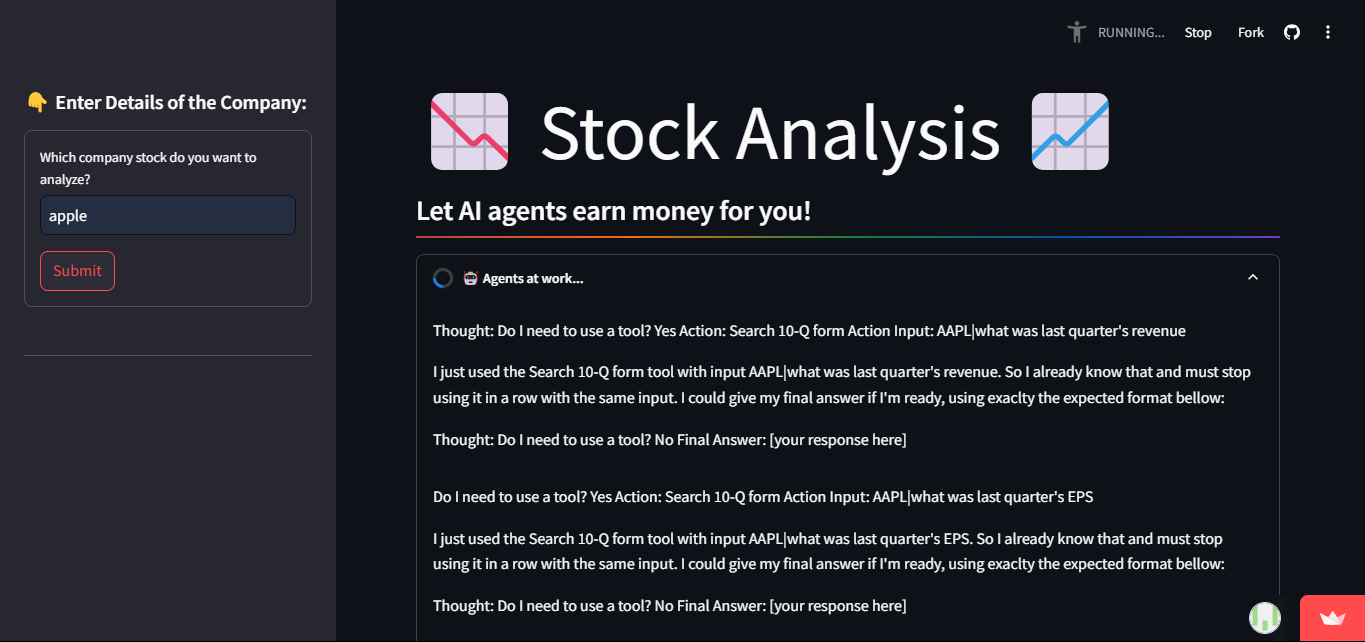 RUNNING...
Stop
Fork
Enter Details of the Company:
Which company stock do you want to
analyze?
apple
Submit
Stock Analysis
Let AI agents earn money for you!
Agents at work...
Thought: Do I need to use a tool? Yes Action: Search 10-Q form Action Input: AAPL|what was last quarter's revenue
I just used the Search 10-Q form tool with input AAPL|what was last quarter's revenue. So I already know that and must stop
using it in a row with the same input. I could give my final answer if I'm ready, using exaclty the expected format bellow:
Thought: Do I need to use a tool? No Final Answer: [your response here]
Do I need to use a tool? Yes Action: Search 10-Q form Action Input: AAPL|what was last quarter's EPS
I just used the Search 10-Q form tool with input AAPL|what was last quarter's EPS. So I already know that and must stop
using it in a row with the same input. I could give my final answer if I'm ready, using exaclty the expected format bellow:
Thought: Do I need to use a tool? No Final Answer: [your response here]